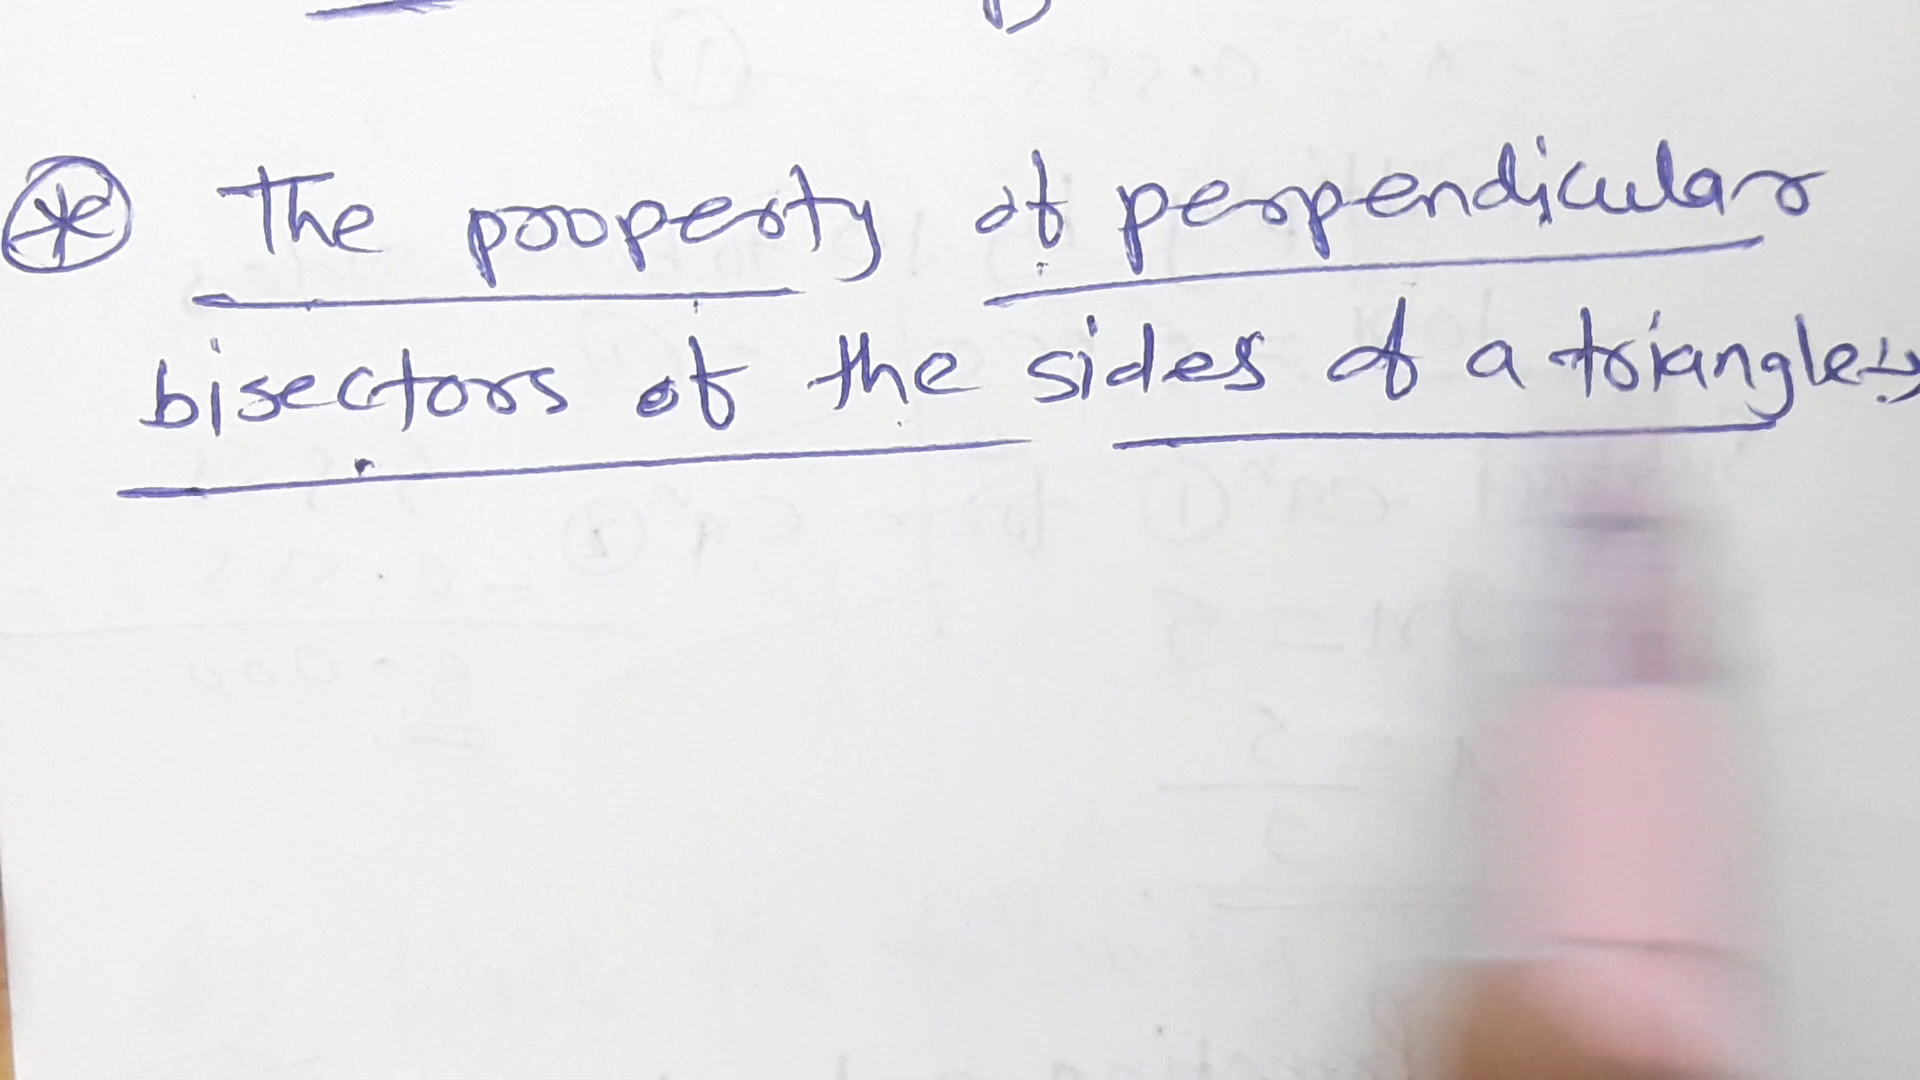 The property of perpendicular
bisectors of the sides of a triangle: